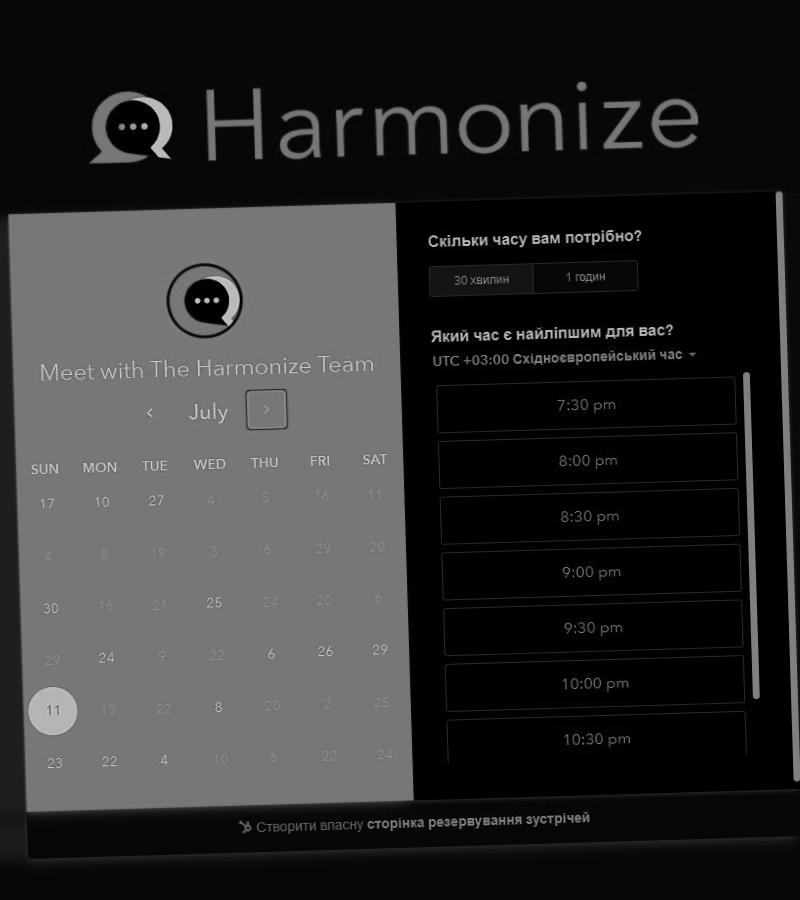 Harmonize
Meet with The Harmonize Team
July
SUN MON TUE WED THU FRI SAT
17 10 27 4 5 16 11
4 8 19 3 6 29 20
30 16 21 25 24 20 6
29 24 9 22 6 26 29
11 13 22 8 20 2 25
23 22 4 10 6 22 24
Скільки часу вам потрібно?
30 хвилин 1 годин
Який час є найліпшим для вас?
UTC +03:00 Східноєвропейський час
7:30 pm
8:00 pm
8:30 pm
9:00 pm
9:30 pm
10:00 pm
10:30 pm
Створити власну сторінка резервування зустрічей